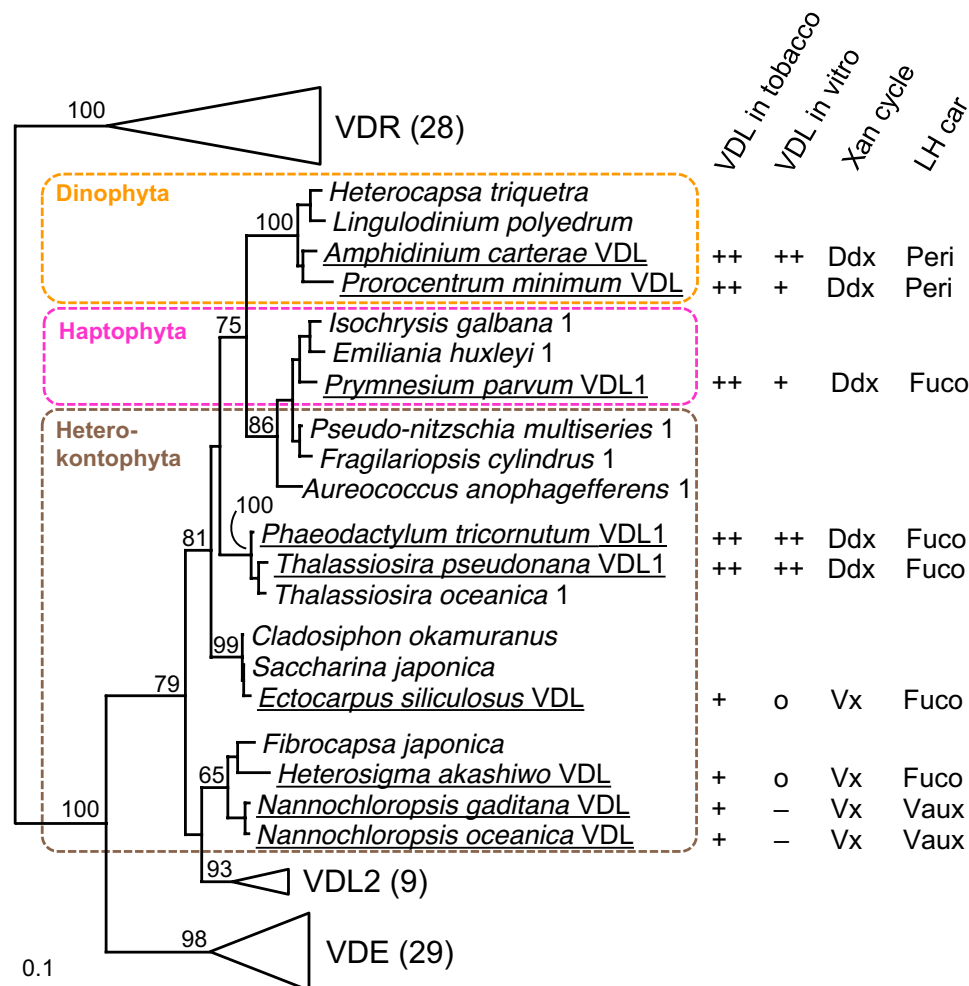 VDL in tobacco
VDL in vitro
Xan cycle
LH car
100
VDR (28)
Dinophyta
Heterocapsa triquetra
100
Lingulodinium polyedrum
Amphidinium carterae VDL ++ ++ Ddx Peri
Prorocentrum minimum VDL ++ + Ddx Peri
75
Haptophyta
Isochrysis galbana 1
Emiliania huxleyi 1
Prymnesium parvum VDL1 ++ + Ddx Fuco
Hetero-
kontophyta
86
Pseudo-nitzschia multiseries 1
Fragilariopsis cylindrus 1
Aureococcus anophagefferens 1
100
81
Phaeodactylum tricornutum VDL1 ++ ++ Ddx Fuco
Thalassiosira pseudonana VDL1 ++ ++ Ddx Fuco
Thalassiosira oceanica 1
Cladosiphon okamuranus
99
Saccharina japonica
79
Ectocarpus siliculosus VDL + o Vx Fuco
Fibrocapsa japonica
65
Heterosigma akashiwo VDL + o Vx Fuco
Nannochloropsis gaditana VDL + – Vx Vaux
100
Nannochloropsis oceanica VDL + – Vx Vaux
93
VDL2 (9)
98
VDE (29)
0.1